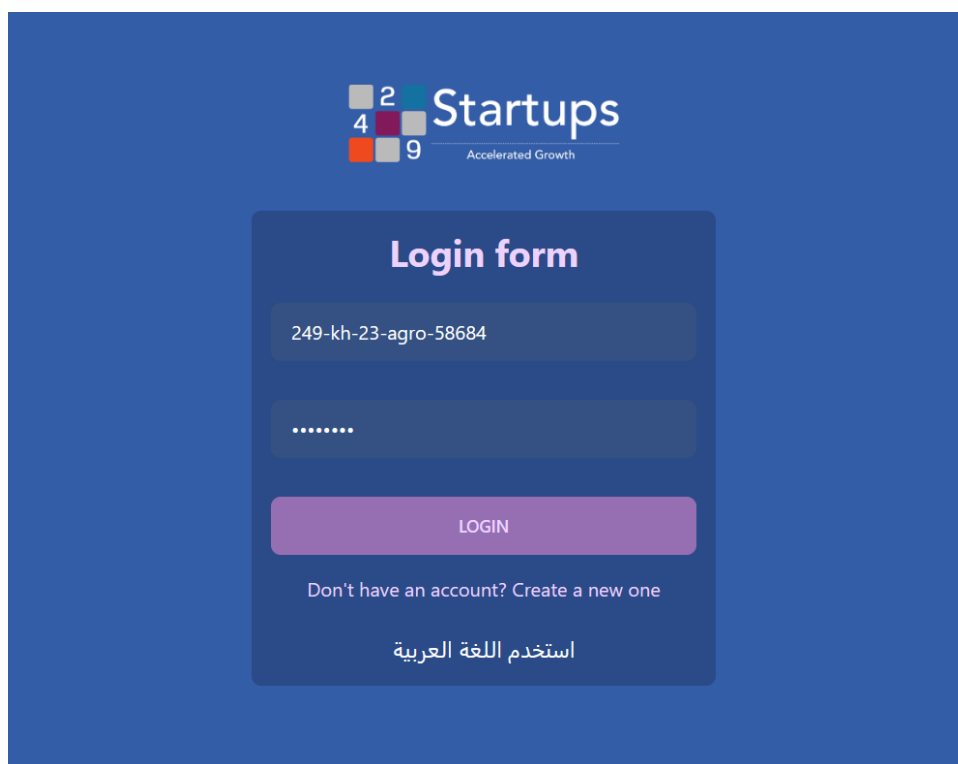 2
4
9
Startups
Accelerated Growth
Login form
249-kh-23-agro-58684
••••••••
LOGIN
Don't have an account? Create a new one
استخدم اللغة العربية